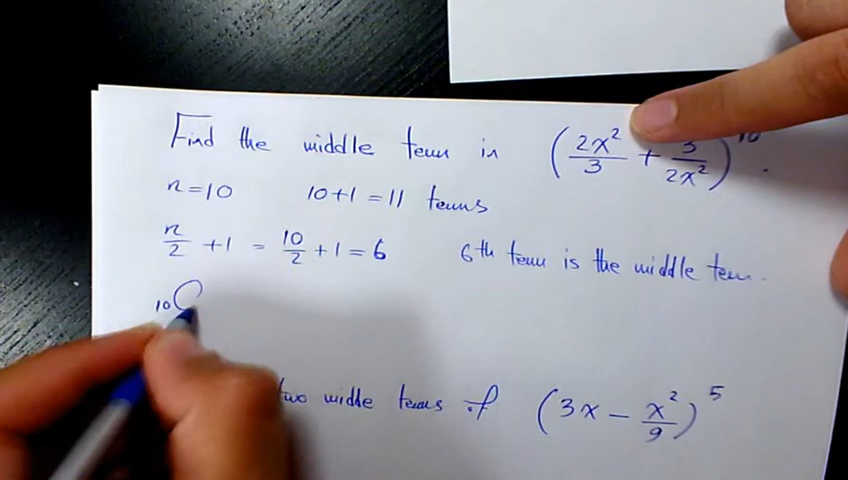 Find the middle term in (2x²/3 + 3/2x²)¹⁰.
n=10 10+1=11 terms
n/2 +1 = 10/2 +1 = 6 6th term is the middle term.
₁₀C
two middle terms of (3x − x²/9)⁵